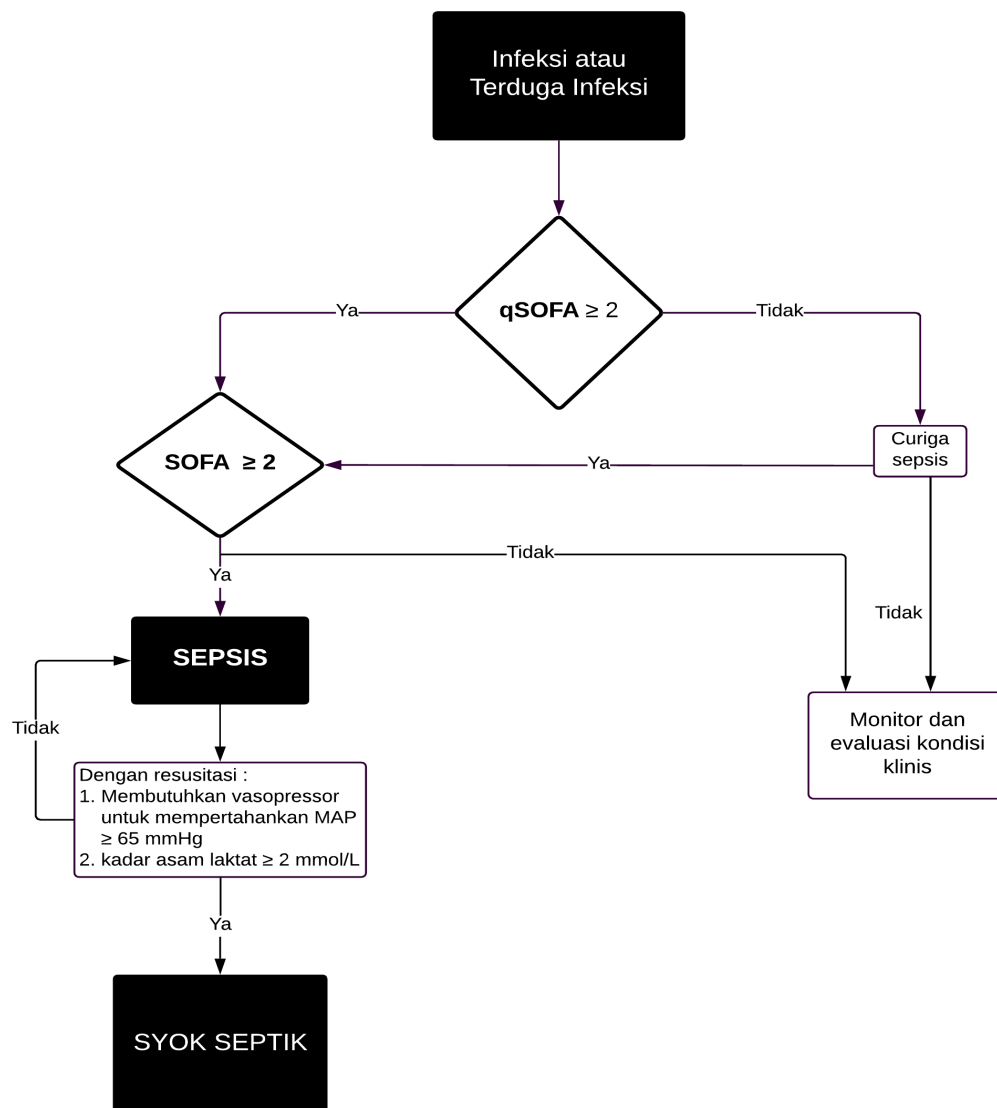 Infeksi atau
Terduga Infeksi
qSOFA ≥ 2
Ya
Tidak
SOFA ≥ 2
Curiga
sepsis
Ya
Tidak
Ya
Tidak
SEPSIS
Tidak
Monitor dan
evaluasi kondisi
klinis
Dengan resusitasi :
1. Membutuhkan vasopressor
untuk mempertahankan MAP
≥ 65 mmHg
2. kadar asam laktat ≥ 2 mmol/L
Ya
SYOK SEPTIK